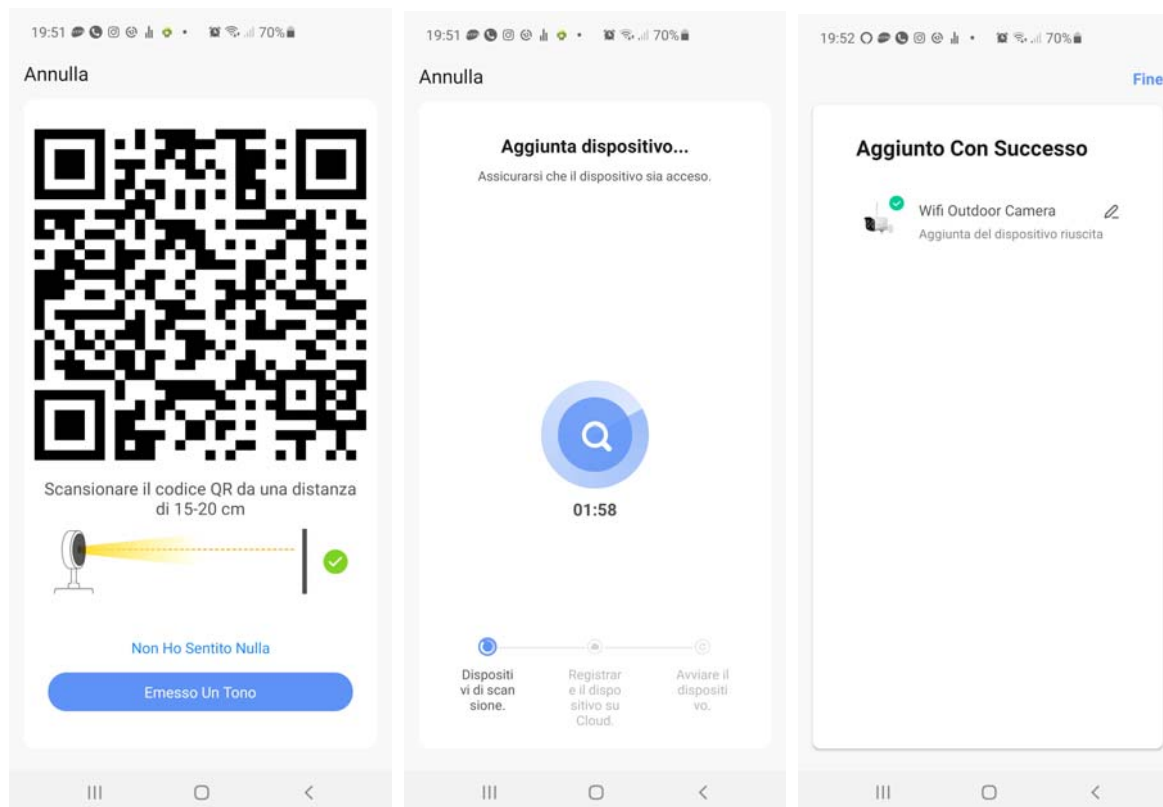 19:51
70%
Annulla
Scansionare il codice QR da una distanza
di 15-20 cm
Non Ho Sentito Nulla
Emesso Un Tono
19:51
70%
Annulla
Aggiunta dispositivo...
Assicurarsi che il dispositivo sia acceso.
01:58
Dispositi
vi di scan
sione.
Registrar
e il dispo
sitivo su
Cloud.
Avviare il
dispositi
vo.
19:52
70%
Fine
Aggiunto Con Successo
Wifi Outdoor Camera
Aggiunta del dispositivo riuscita